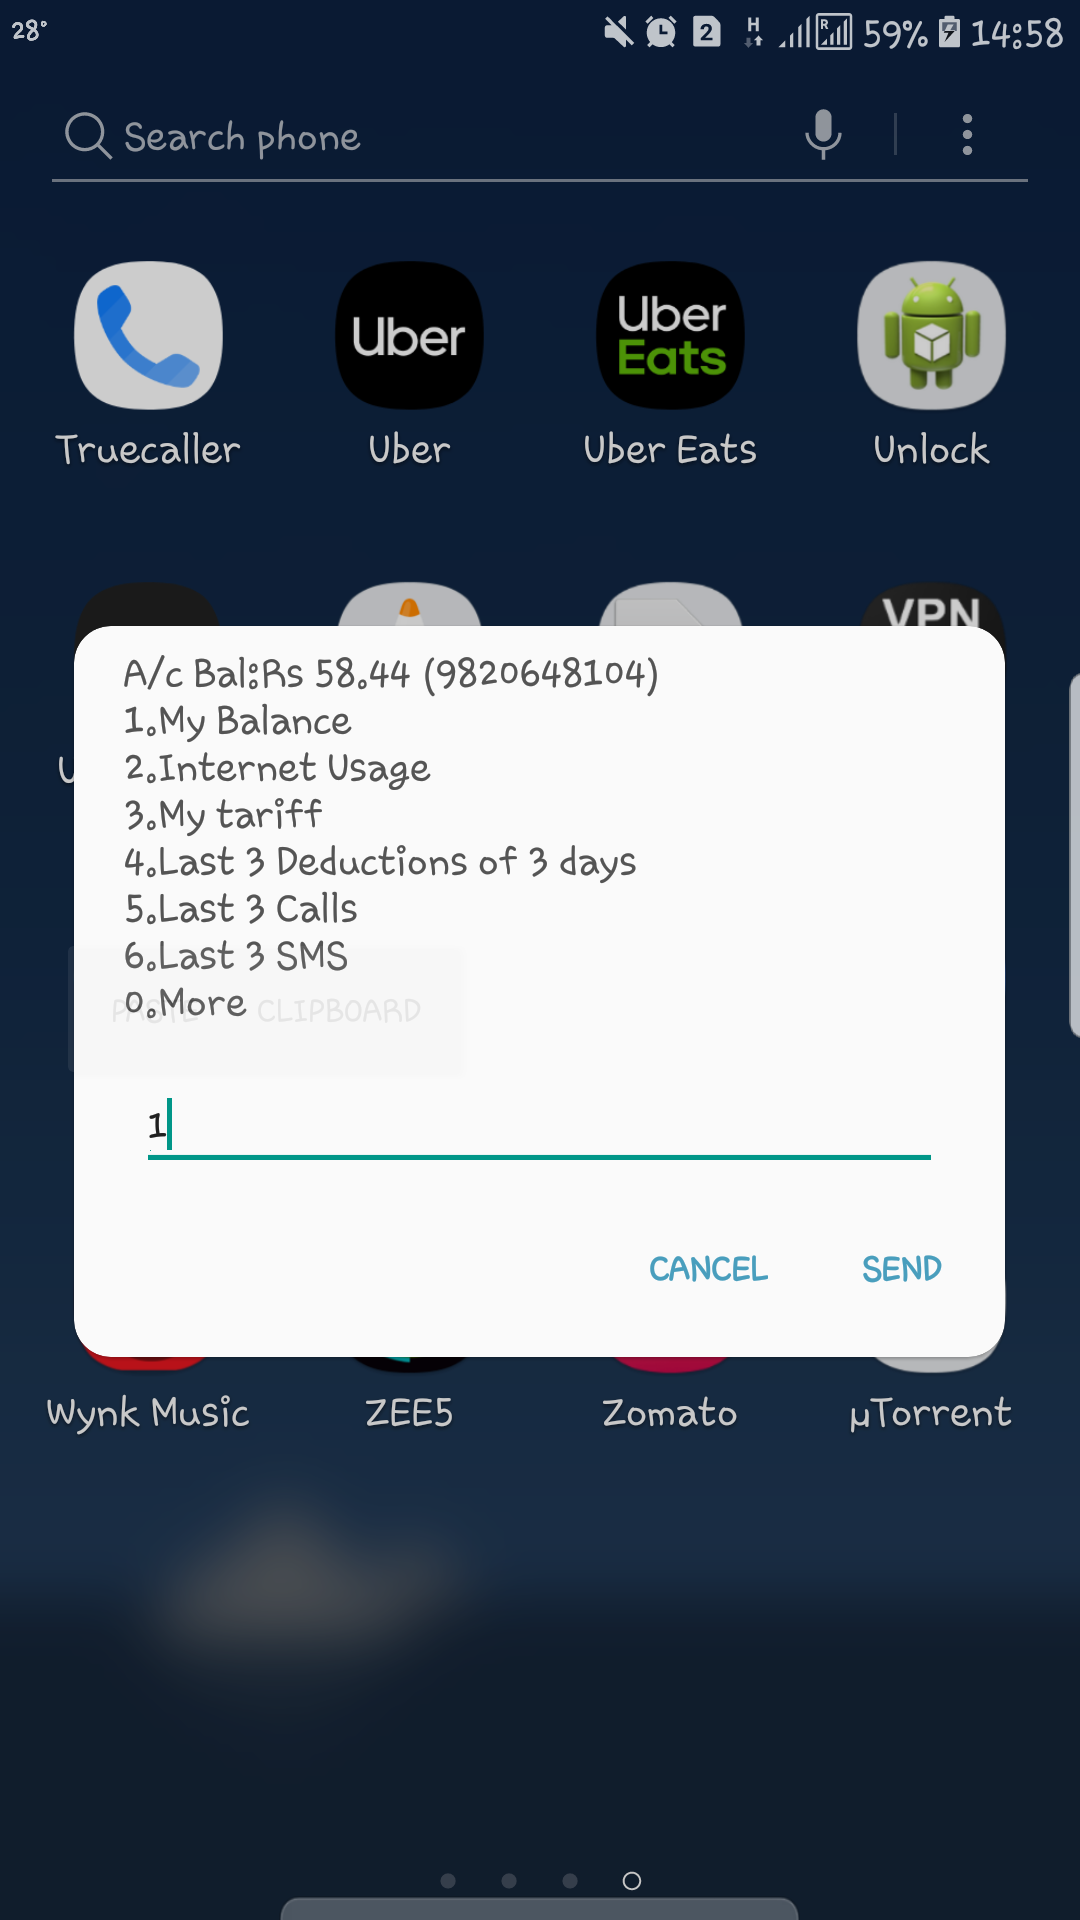 28°
2 H R 59% 14:58
Search phone
Uber
Uber
Eats
Truecaller Uber Uber Eats Unlock
VPN
U
A/c Bal:Rs 58.44 (9820648104)
1.My Balance
2.Internet Usage
3.My tariff
4.Last 3 Deductions of 3 days
5.Last 3 Calls
6.Last 3 SMS
0.More
PASTE CLIPBOARD
1
CANCEL SEND
Wynk Music ZEE5 Zomato µTorrent